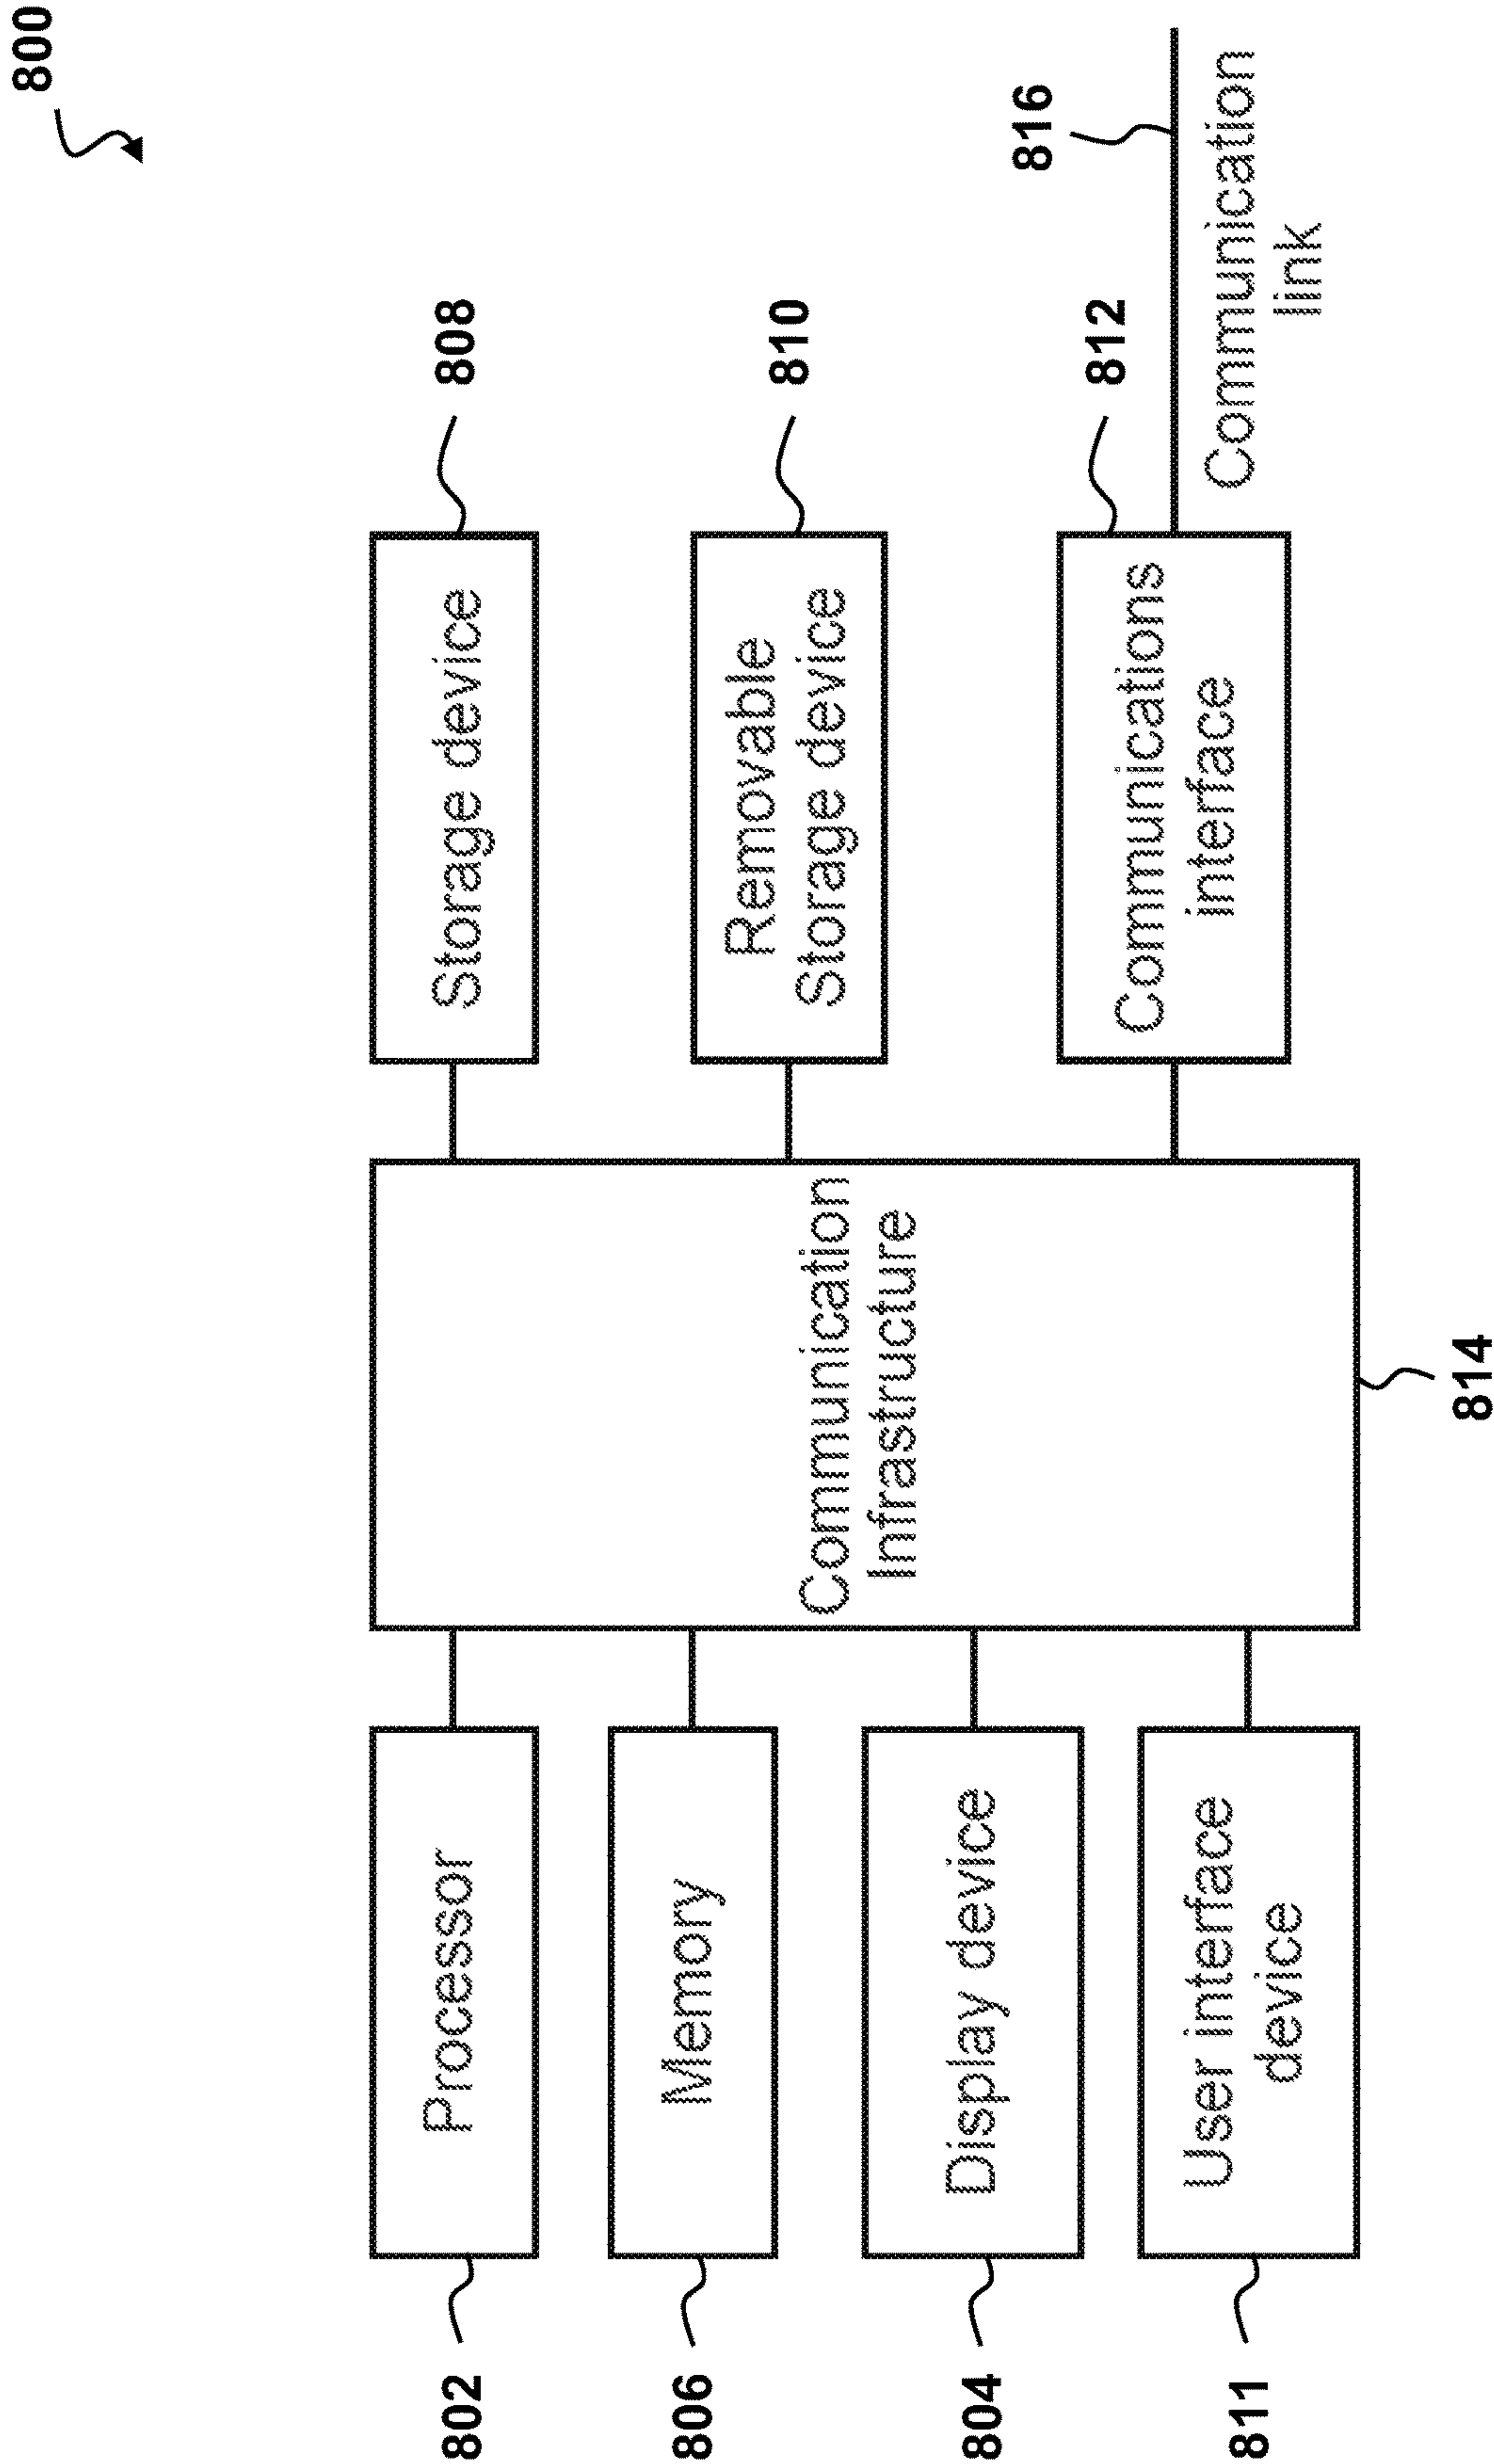 800
802
Processor
806
Memory
804
Display device
811
User interface
device
Communication
Infrastructure
814
Storage device
808
Removable
Storage device
810
Communications
interface
812
816
Communication
link